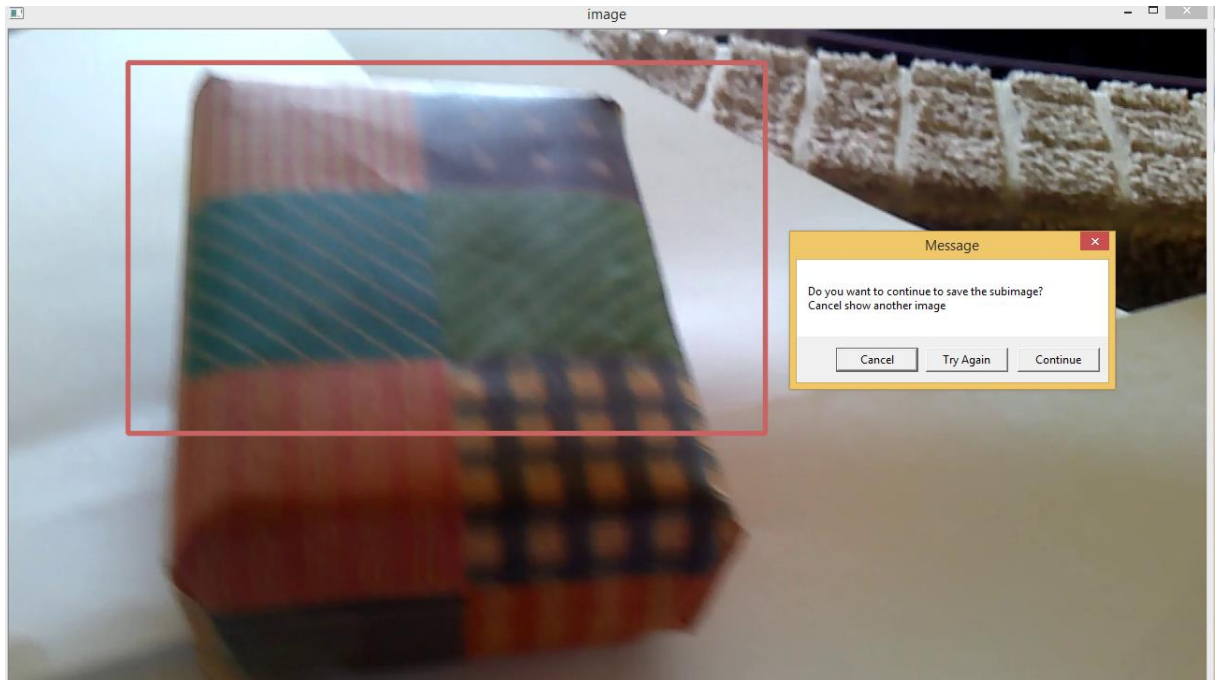 image
Message
Do you want to continue to save the subimage?
Cancel show another image
Cancel Try Again Continue